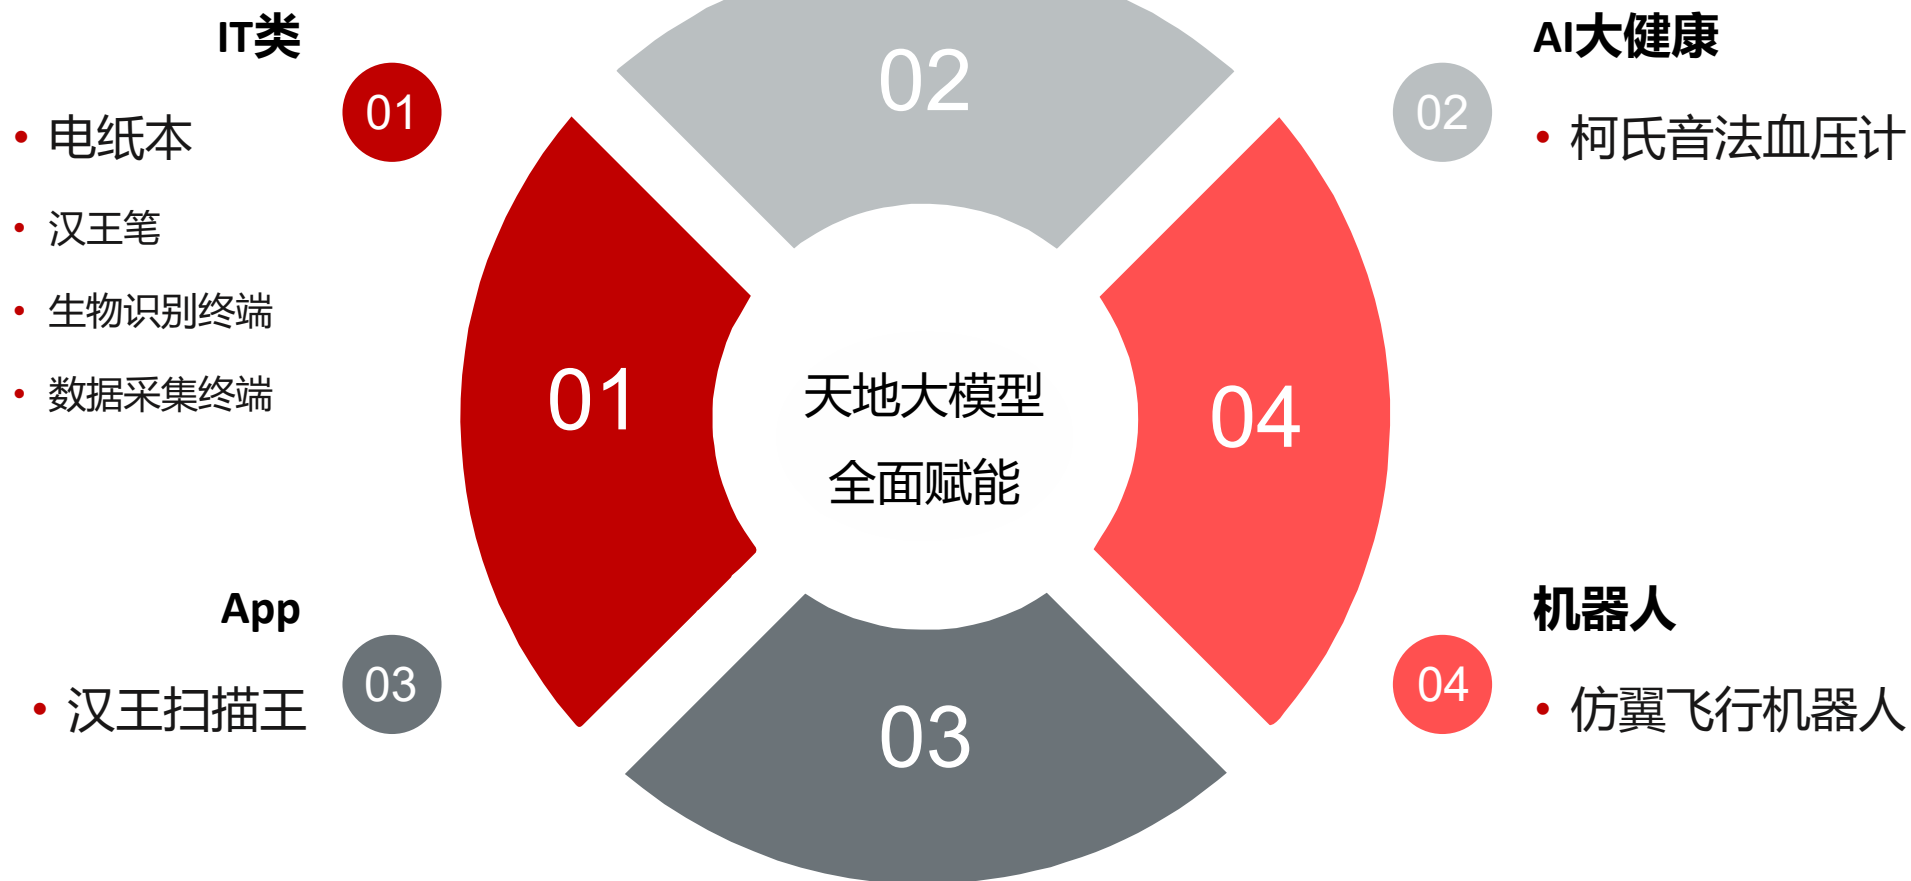 IT类
01
• 电纸本
• 汉王笔
• 生物识别终端
• 数据采集终端
02
AI大健康
02
• 柯氏音法血压计
01
天地大模型
全面赋能
04
App
03
• 汉王扫描王
03
机器人
04
• 仿翼飞行机器人